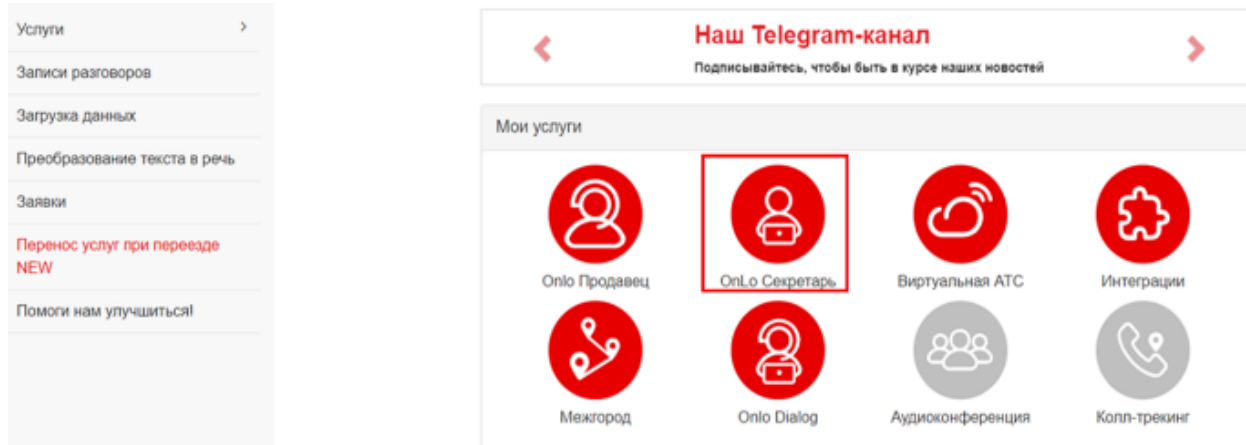 Услуги
Записи разговоров
Загрузка данных
Преобразование текста в речь
Заявки
Перенос услуг при переезде
NEW
Помоги нам улучшиться!
Наш Telegram-канал
Подписывайтесь, чтобы быть в курсе наших новостей
Мои услуги
Onlo Продавец
OnLo Секретарь
Виртуальная АТС
Интеграции
Межгород
Onlo Dialog
Аудиоконференция
Колл-трекинг